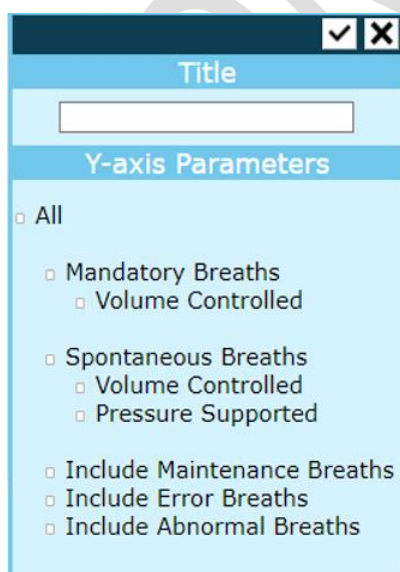 Title
Y-axis Parameters
All
Mandatory Breaths
Volume Controlled
Spontaneous Breaths
Volume Controlled
Pressure Supported
Include Maintenance Breaths
Include Error Breaths
Include Abnormal Breaths